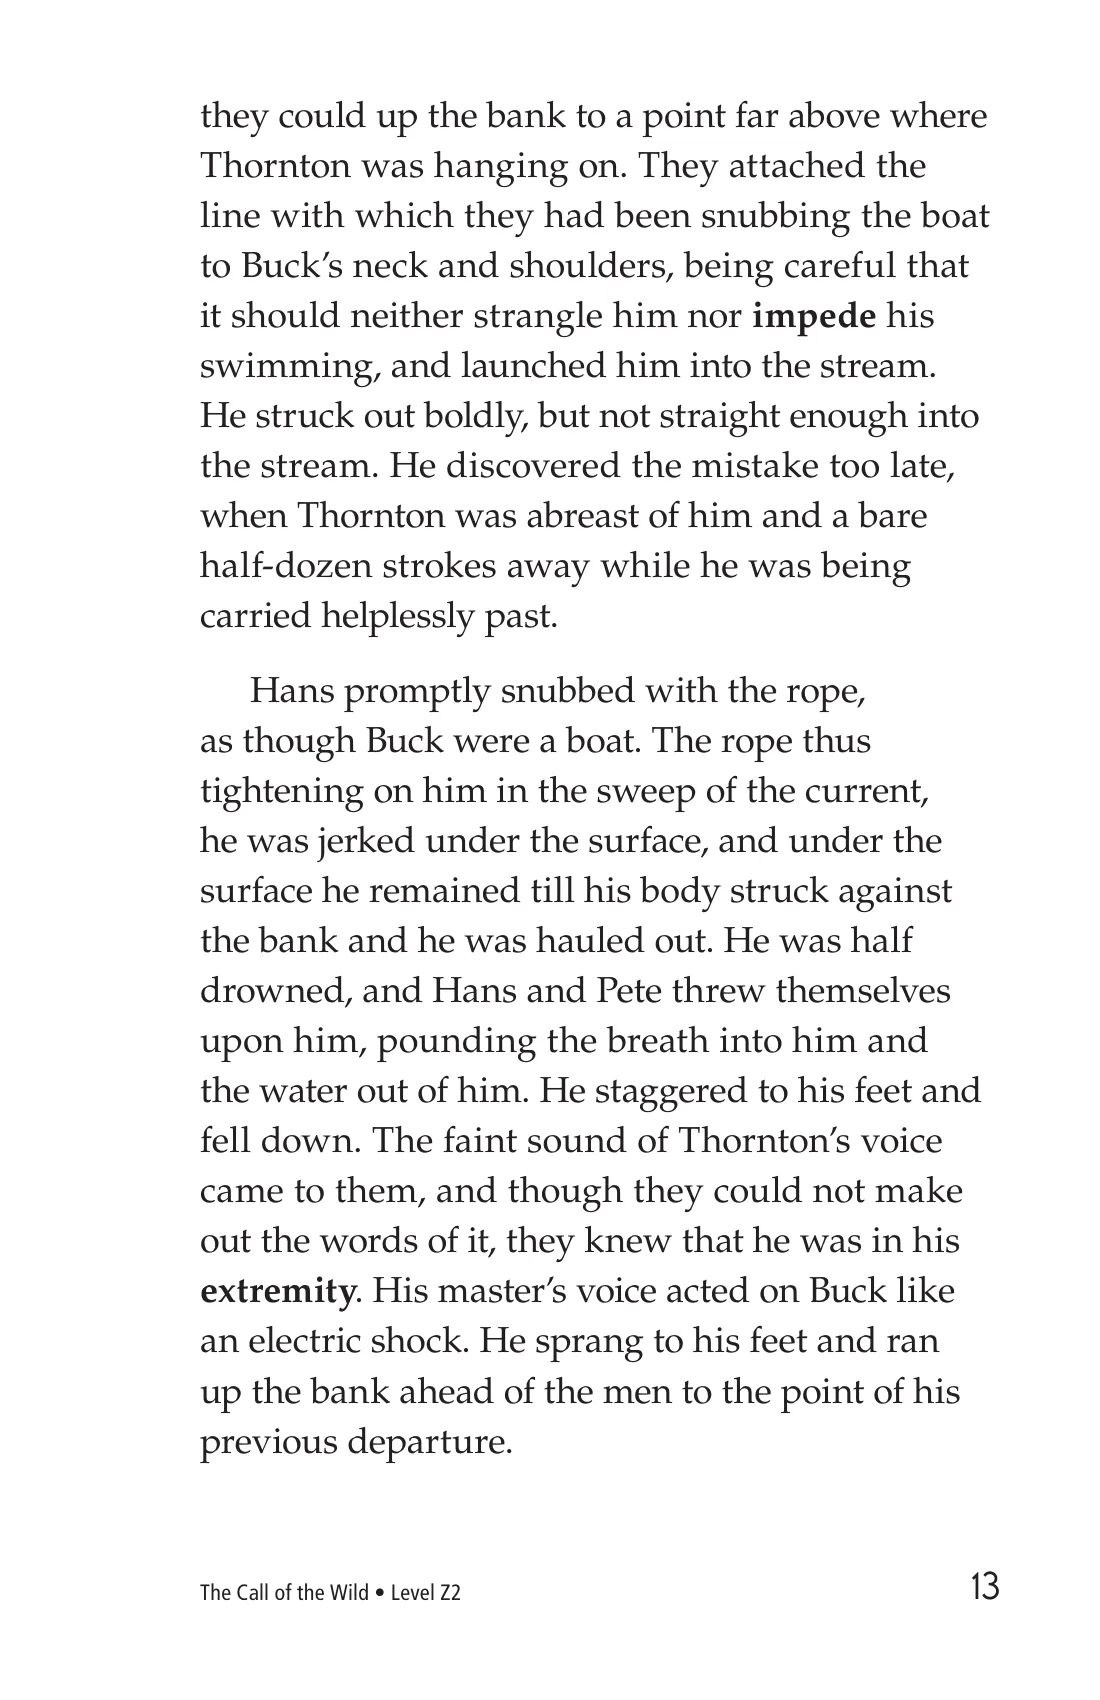 they could up the bank to a point far above where
Thornton was hanging on. They attached the
line with which they had been snubbing the boat
to Buck’s neck and shoulders, being careful that
it should neither strangle him nor impede his
swimming, and launched him into the stream.
He struck out boldly, but not straight enough into
the stream. He discovered the mistake too late,
when Thornton was abreast of him and a bare
half-dozen strokes away while he was being
carried helplessly past.
Hans promptly snubbed with the rope,
as though Buck were a boat. The rope thus
tightening on him in the sweep of the current,
he was jerked under the surface, and under the
surface he remained till his body struck against
the bank and he was hauled out. He was half
drowned, and Hans and Pete threw themselves
upon him, pounding the breath into him and
the water out of him. He staggered to his feet and
fell down. The faint sound of Thornton’s voice
came to them, and though they could not make
out the words of it, they knew that he was in his
extremity. His master’s voice acted on Buck like
an electric shock. He sprang to his feet and ran
up the bank ahead of the men to the point of his
previous departure.
The Call of the Wild • Level Z2 13